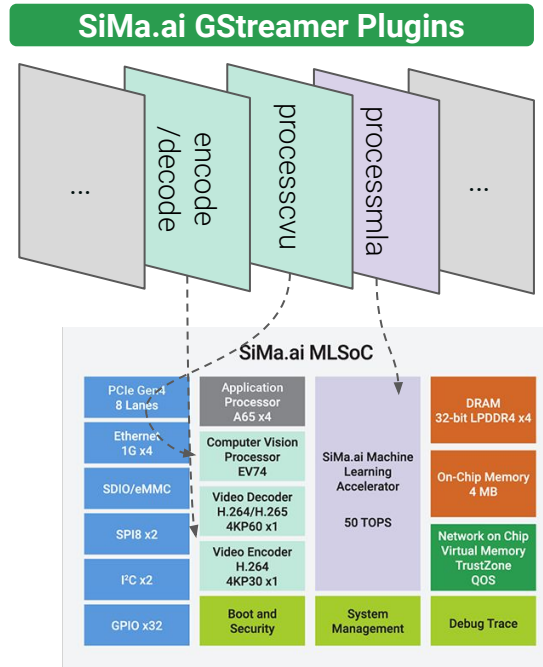 SiMa.ai GStreamer Plugins
...
encode
/decode
processcvu
processmla
...
SiMa.ai MLSoC
PCIe Gen4
8 Lanes
Ethernet
1G x4
SDIO/eMMC
SPI8 x2
I²C x2
GPIO x32
Application
Processor
A65 x4
Computer Vision
Processor
EV74
Video Decoder
H.264/H.265
4KP60 x1
Video Encoder
H.264
4KP30 x1
Boot and
Security
SiMa.ai Machine
Learning
Accelerator
50 TOPS
System
Management
DRAM
32-bit LPDDR4 x4
On-Chip Memory
4 MB
Network on Chip
Virtual Memory
TrustZone
QOS
Debug Trace